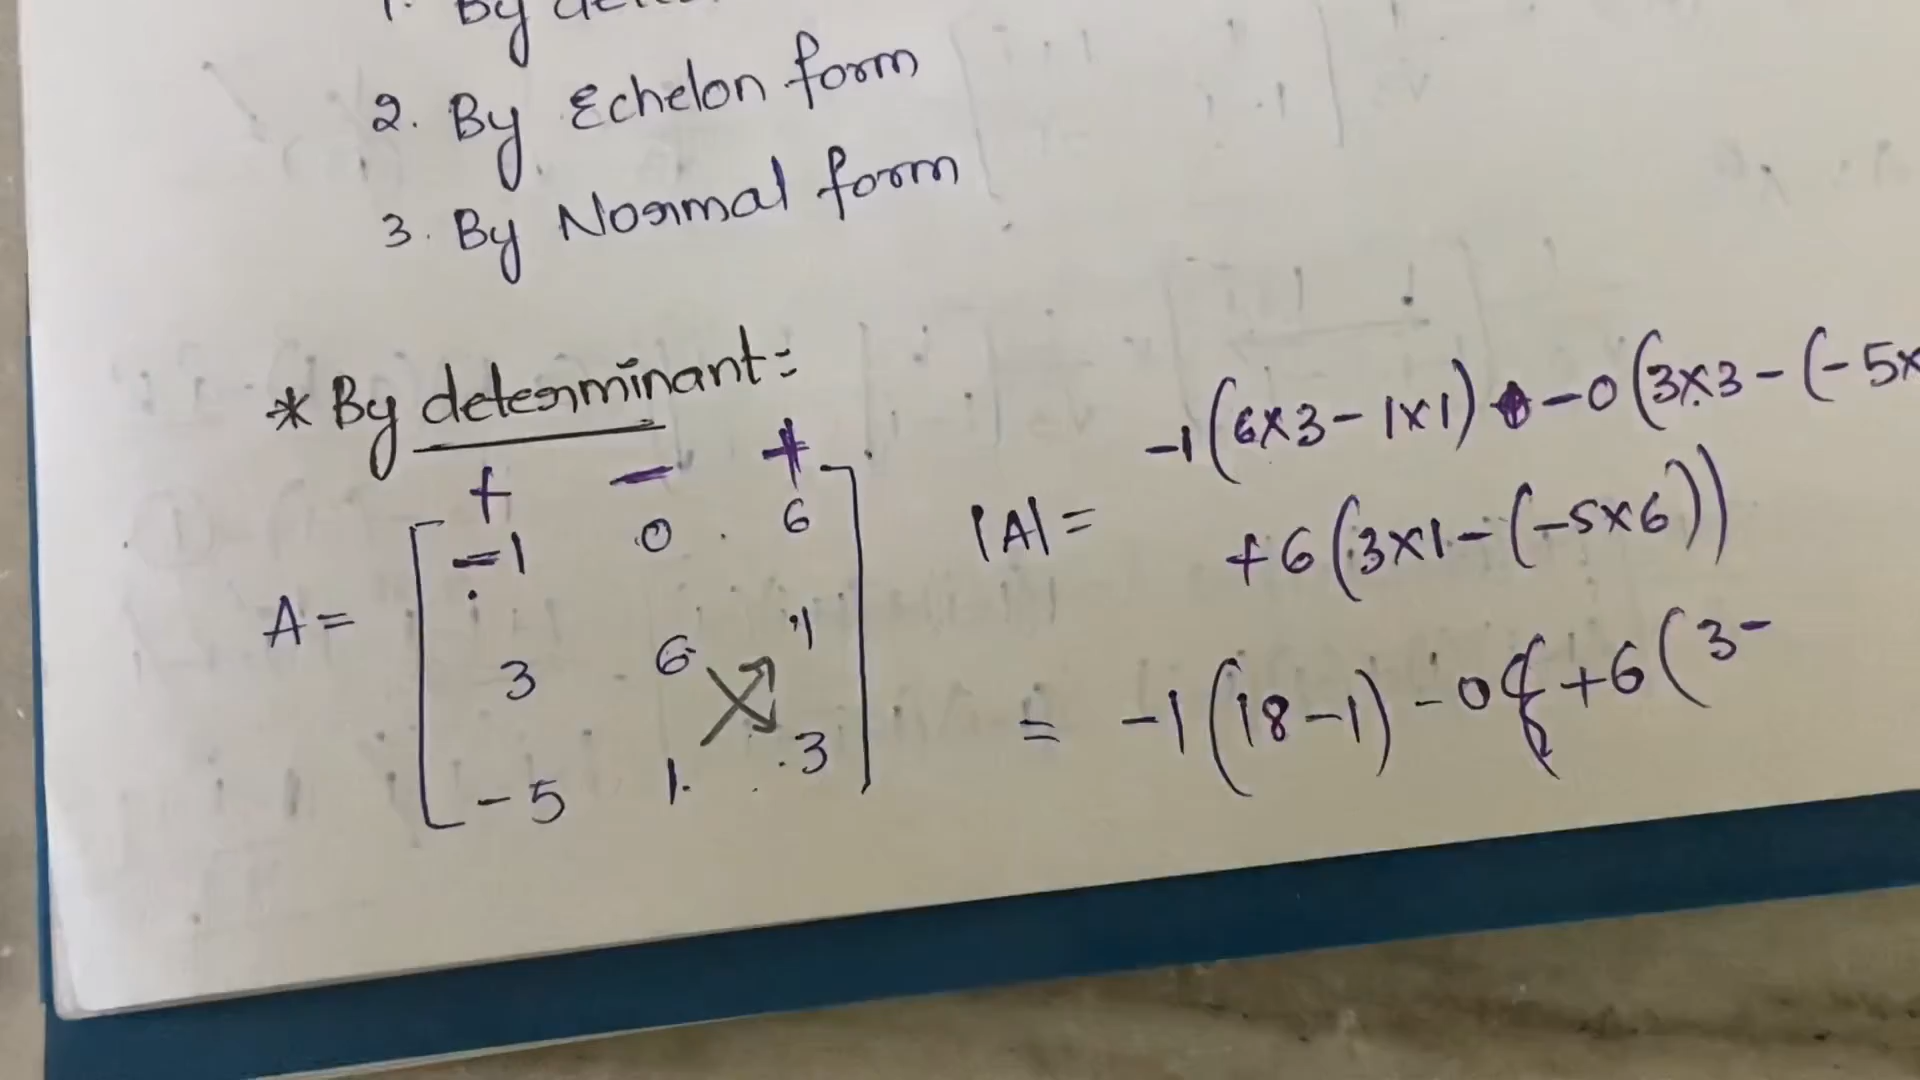 1. By
2. By Echelon form
3. By Normal form
* By determinant:
+ - +
A = [ -1 0 6
3 6 1
-5 1 3 ]
|A| = -1(6×3-1×1) -0(3×3-(-5×
+6(3×1-(-5×6))
= -1(18-1) -0( +6(3-